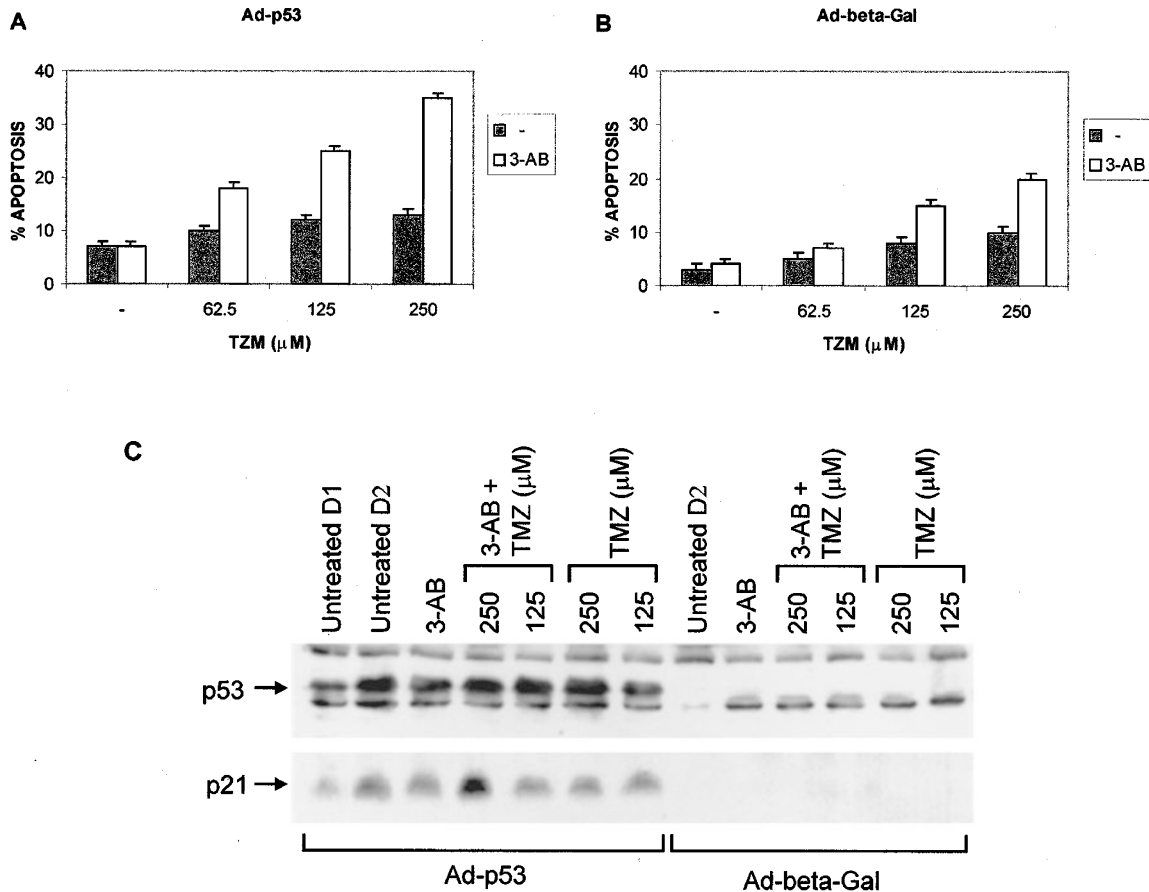 A
Ad-p53
% APOPTOSIS
40
30
20
10
0
-
62.5
125
250
TZM (μM)
-
3-AB
B
Ad-beta-Gal
% APOPTOSIS
40
30
20
10
0
-
62.5
125
250
TZM (μM)
-
3-AB
C
Untreated D1
Untreated D2
3-AB
3-AB +
TMZ (μM)
250
125
TMZ (μM)
250
125
Untreated D2
3-AB
3-AB +
TMZ (μM)
250
125
TMZ (μM)
250
125
p53
p21
Ad-p53
Ad-beta-Gal